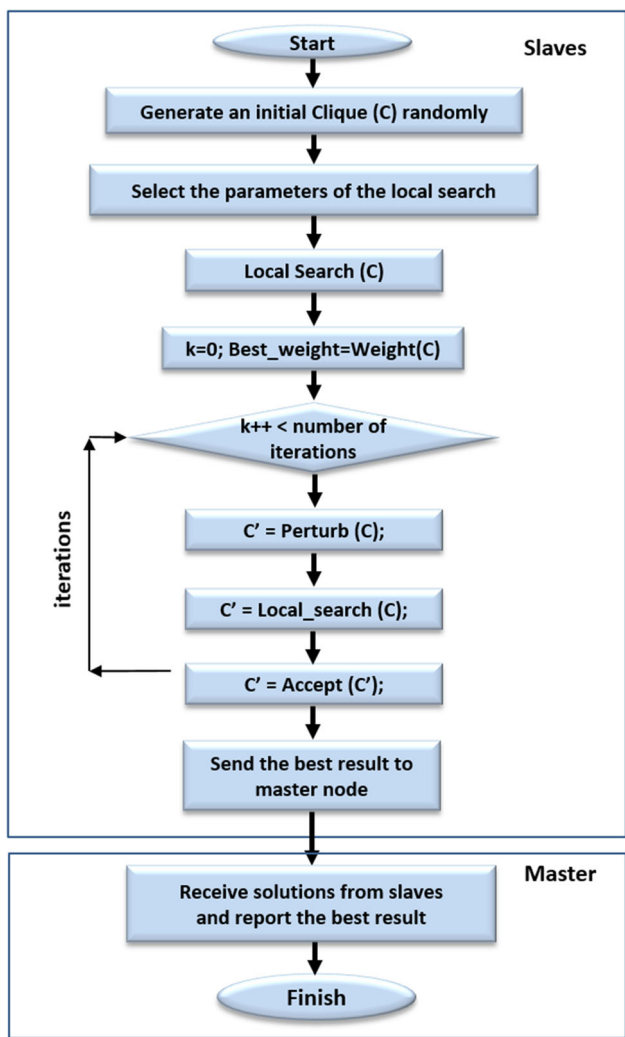 Start
Slaves
Generate an initial Clique (C) randomly
Select the parameters of the local search
Local Search (C)
k=0; Best_weight=Weight(C)
k++ < number of
iterations
iterations
C’ = Perturb (C);
C’ = Local_search (C);
C’ = Accept (C’);
Send the best result to
master node
Master
Receive solutions from slaves
and report the best result
Finish